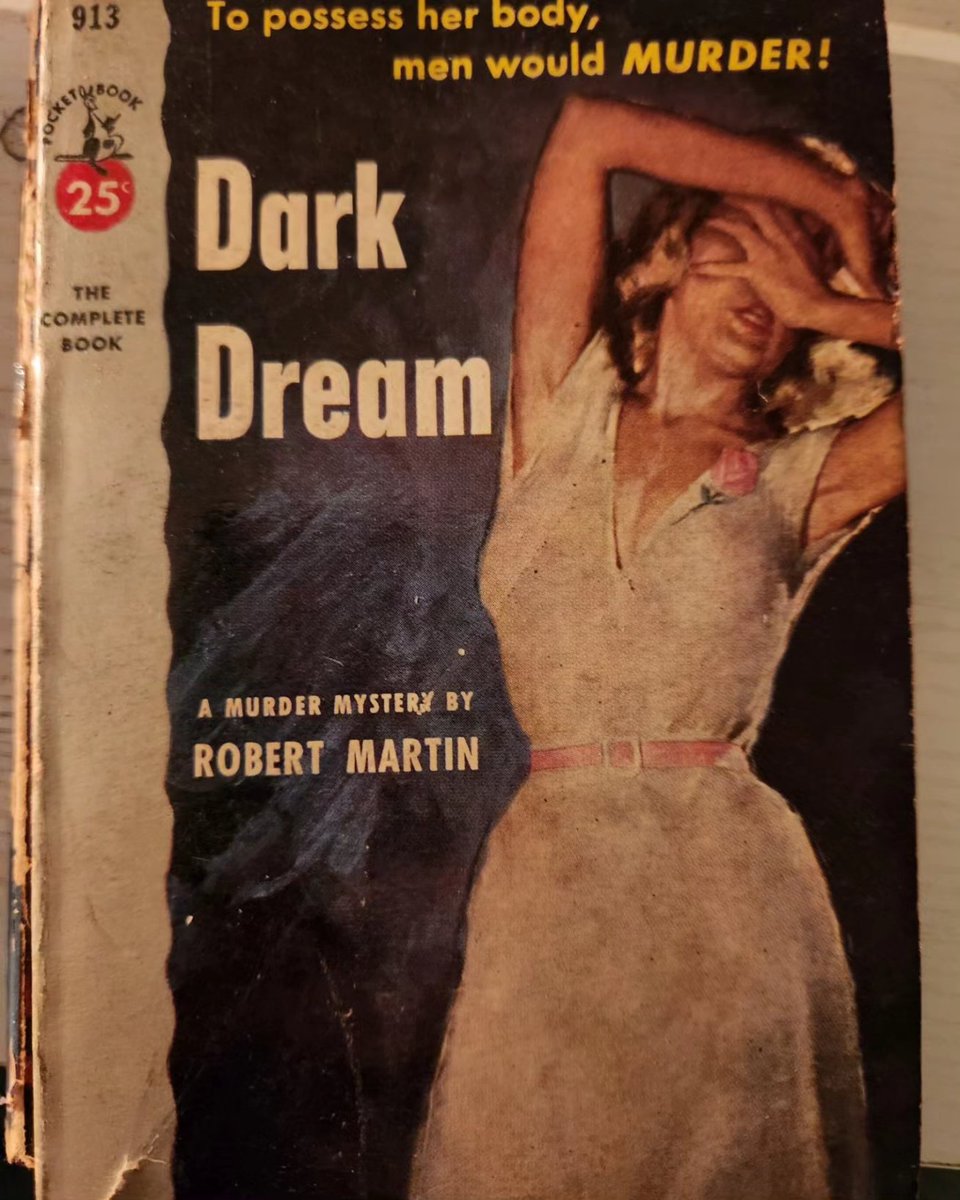 913
To possess her body,
men would MURDER!
POCKET BOOK
25¢
THE
COMPLETE
BOOK
Dark
Dream
A MURDER MYSTERY BY
ROBERT MARTIN